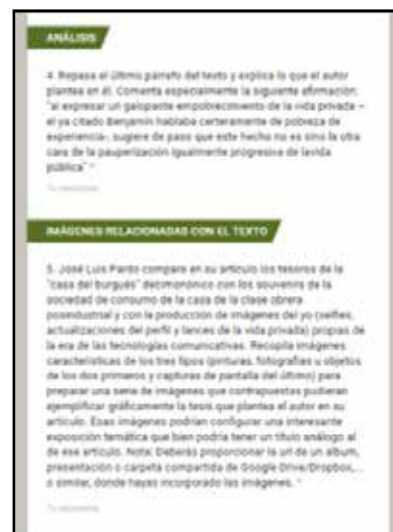 ANÁLISIS
4. Repasa el último párrafo del texto y explica lo que el autor
plantea en él. Comenta especialmente la siguiente afirmación:
"al expresar un galopante empobrecimiento de la vida privada –
el ya citado Benjamin hablaba certeramente de pobreza de
experiencia-, sugiere de paso que este hecho no es sino la otra
cara de la pauperización igualmente progresiva de lavida
pública" *
Tu respuesta
IMÁGENES RELACIONADAS CON EL TEXTO
5. José Luis Pardo compara en su artículo los tesoros de la
"casa del burgués" decimonónico con los souvenirs de la
sociedad de consumo de la casa de la clase obrera
posindustrial y con la producción de imágenes del yo (selfies,
actualizaciones del perfil y lances de la vida privada) propias de
la era de las tecnologías comunicativas. Recopila imágenes
características de los tres tipos (pinturas, fotografías u objetos
de los dos primeros y capturas de pantalla del último) para
preparar una serie de imágenes que contrapuestas pudieran
ejemplificar gráficamente la tesis que plantea el autor en su
artículo. Esas imágenes podrían configurar una interesante
exposición temática que bien podría tener un título análogo al
de ese artículo. Nota: Deberás proporcionar la url de un album,
presentación o carpeta compartida de Google Drive/Dropbox,...
o similar, donde hayas incorporado las imágenes. *
Tu respuesta